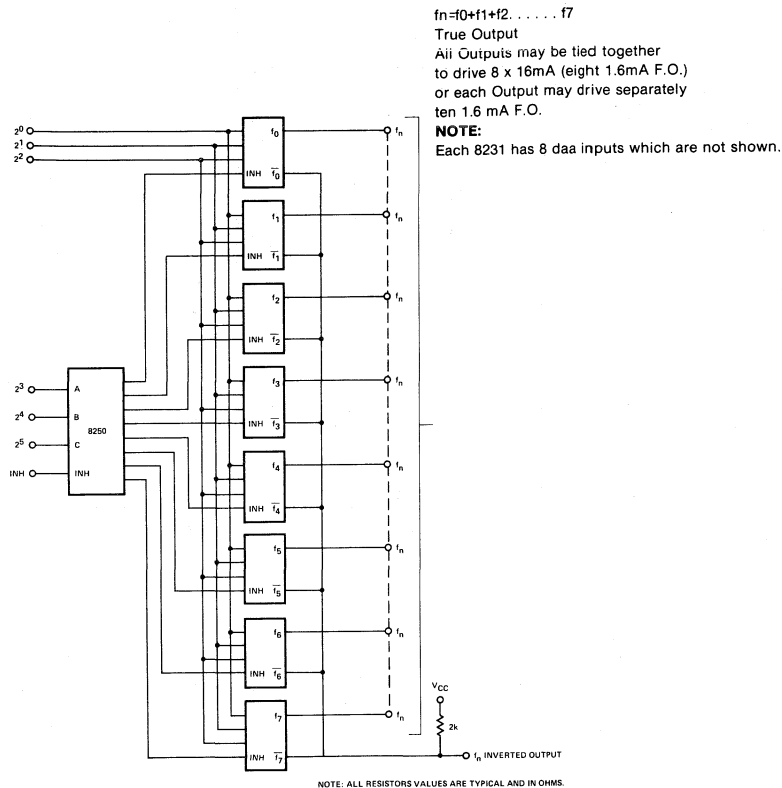 fn=f0+f1+f2. . . . . . f7
True Output
All Outputs may be tied together
to drive 8 x 16mA (eight 1.6mA F.O.)
or each Output may drive separately
ten 1.6 mA F.O.
NOTE:
Each 8231 has 8 daa inputs which are not shown.
2⁰
2¹
2²
f₀
INH f̅₀
fₙ
f₁
INH f̅₁
fₙ
f₂
INH f̅₂
fₙ
f₃
INH f̅₃
fₙ
2³
A
2⁴
B
8250
2⁵
C
INH
INH
f₄
INH f̅₄
fₙ
f₅
INH f̅₅
fₙ
f₆
INH f̅₆
fₙ
f₇
INH f̅₇
fₙ
VCC
2k
fₙ INVERTED OUTPUT
NOTE: ALL RESISTORS VALUES ARE TYPICAL AND IN OHMS.